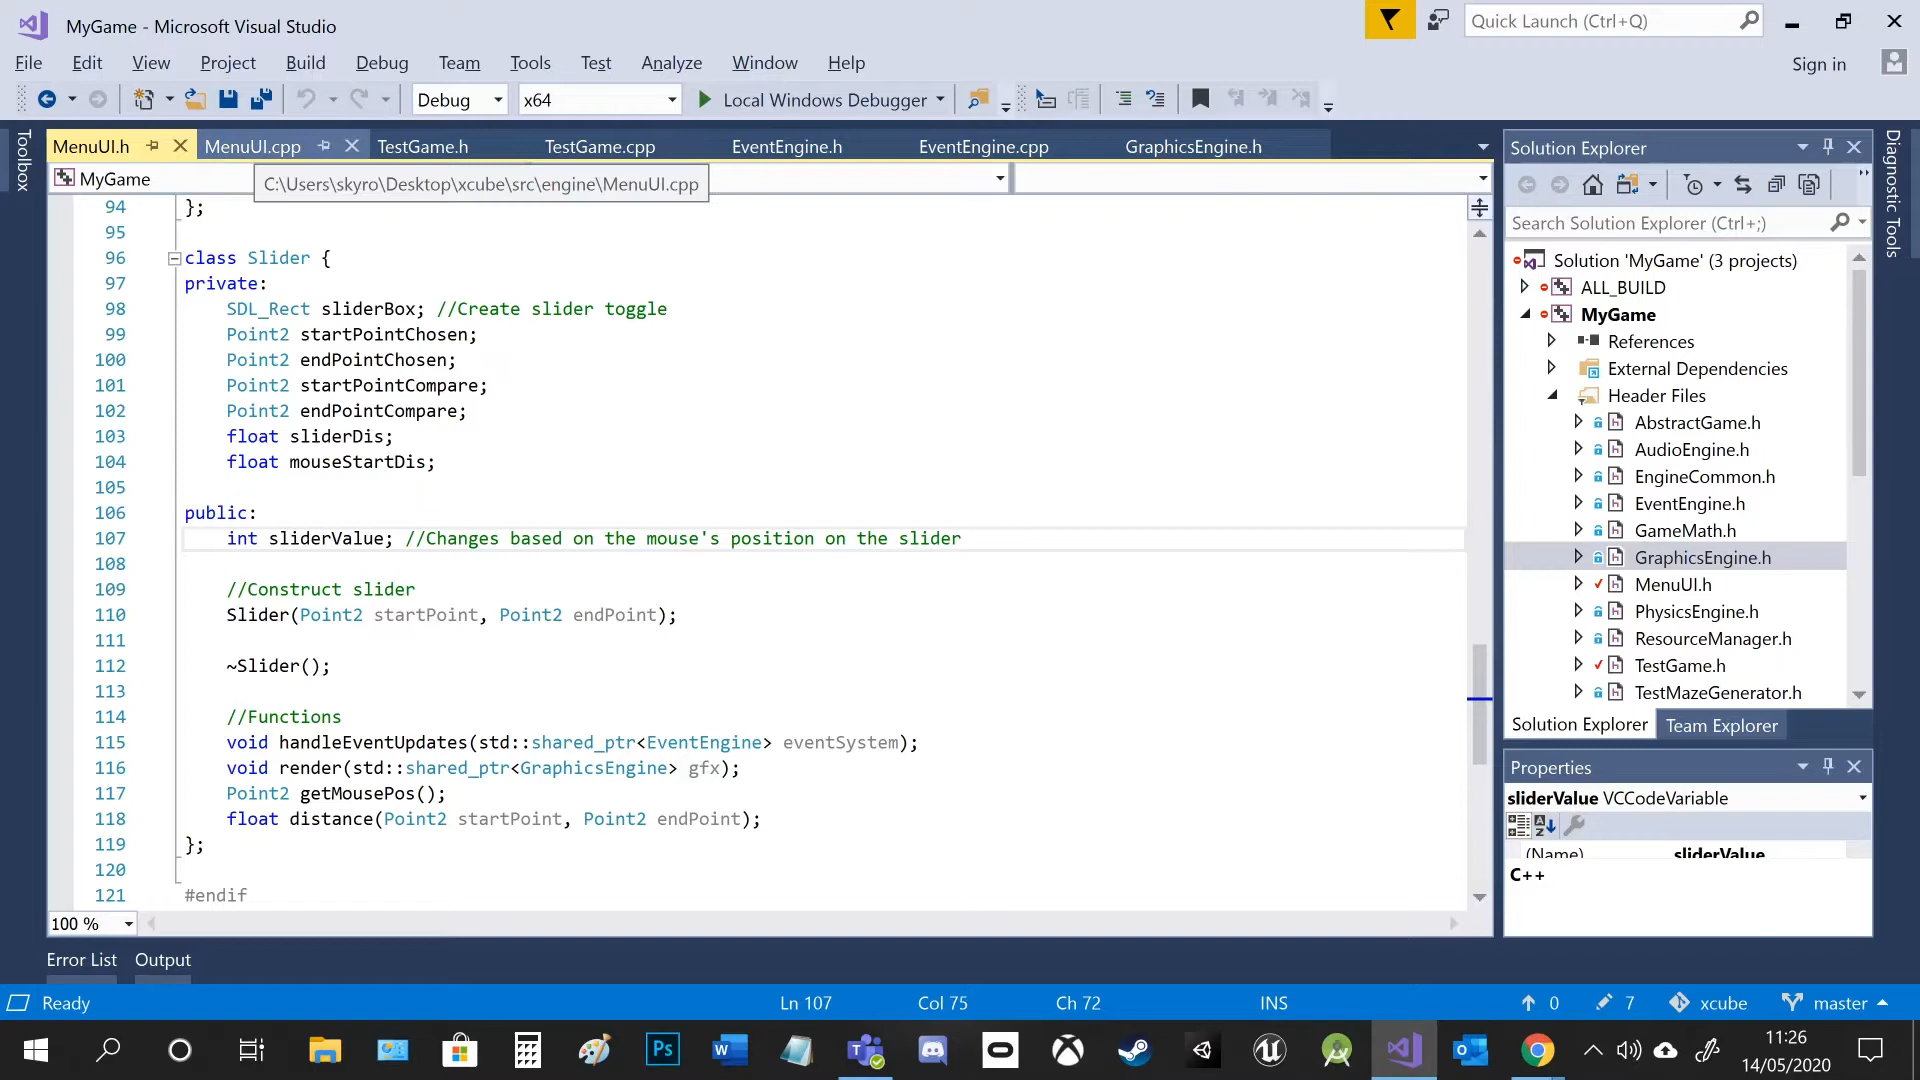 MyGame - Microsoft Visual Studio
Quick Launch (Ctrl+Q)
File Edit View Project Build Debug Team Tools Test Analyze Window Help
Sign in
Debug x64 Local Windows Debugger
Toolbox
MenuUI.h MenuUI.cpp TestGame.h TestGame.cpp EventEngine.h EventEngine.cpp GraphicsEngine.h
MyGame
C:\Users\skyro\Desktop\xcube\src\engine\MenuUI.cpp
94 };
95
96 class Slider {
97 private:
98 SDL_Rect sliderBox; //Create slider toggle
99 Point2 startPointChosen;
100 Point2 endPointChosen;
101 Point2 startPointCompare;
102 Point2 endPointCompare;
103 float sliderDis;
104 float mouseStartDis;
105
106 public:
107 int sliderValue; //Changes based on the mouse's position on the slider
108
109 //Construct slider
110 Slider(Point2 startPoint, Point2 endPoint);
111
112 ~Slider();
113
114 //Functions
115 void handleEventUpdates(std::shared_ptr<EventEngine> eventSystem);
116 void render(std::shared_ptr<GraphicsEngine> gfx);
117 Point2 getMousePos();
118 float distance(Point2 startPoint, Point2 endPoint);
119 };
120
121 #endif
100 %
Solution Explorer
Search Solution Explorer (Ctrl+;)
Solution 'MyGame' (3 projects)
ALL_BUILD
MyGame
References
External Dependencies
Header Files
AbstractGame.h
AudioEngine.h
EngineCommon.h
EventEngine.h
GameMath.h
GraphicsEngine.h
MenuUI.h
PhysicsEngine.h
ResourceManager.h
TestGame.h
TestMazeGenerator.h
Solution Explorer Team Explorer
Diagnostic Tools
Properties
sliderValue VCCodeVariable
(Name) sliderValue
C++
Error List Output
Ready Ln 107 Col 75 Ch 72 INS 0 7 xcube master
11:26
14/05/2020